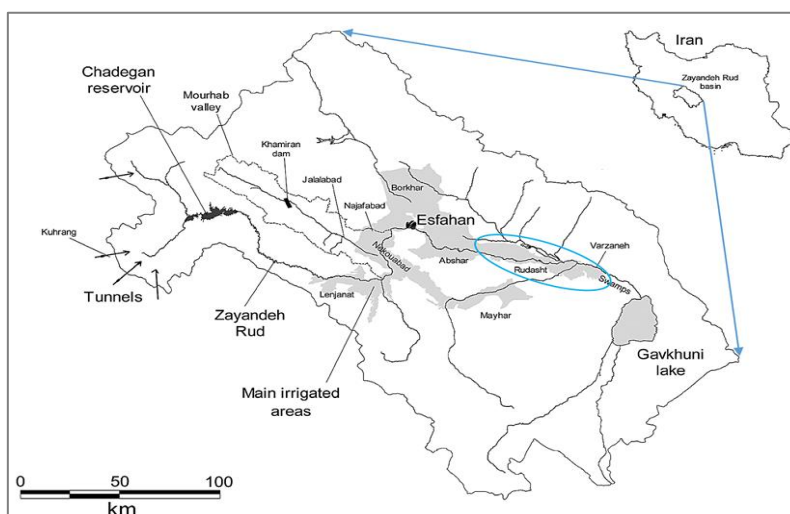 Iran
Zayandeh Rud
basin
Chadegan
reservoir
Mourhab
valley
Khamiran
dam
Jalalabad
Borkhar
Najafabad
Esfahan
Nekouabad
Abshar
Varzaneh
Rudasht
Swamps
Kuhrang
Tunnels
Lenjanat
Mayhar
Zayandeh
Rud
Gavkhuni
lake
Main irrigated
areas
0 50 100
km